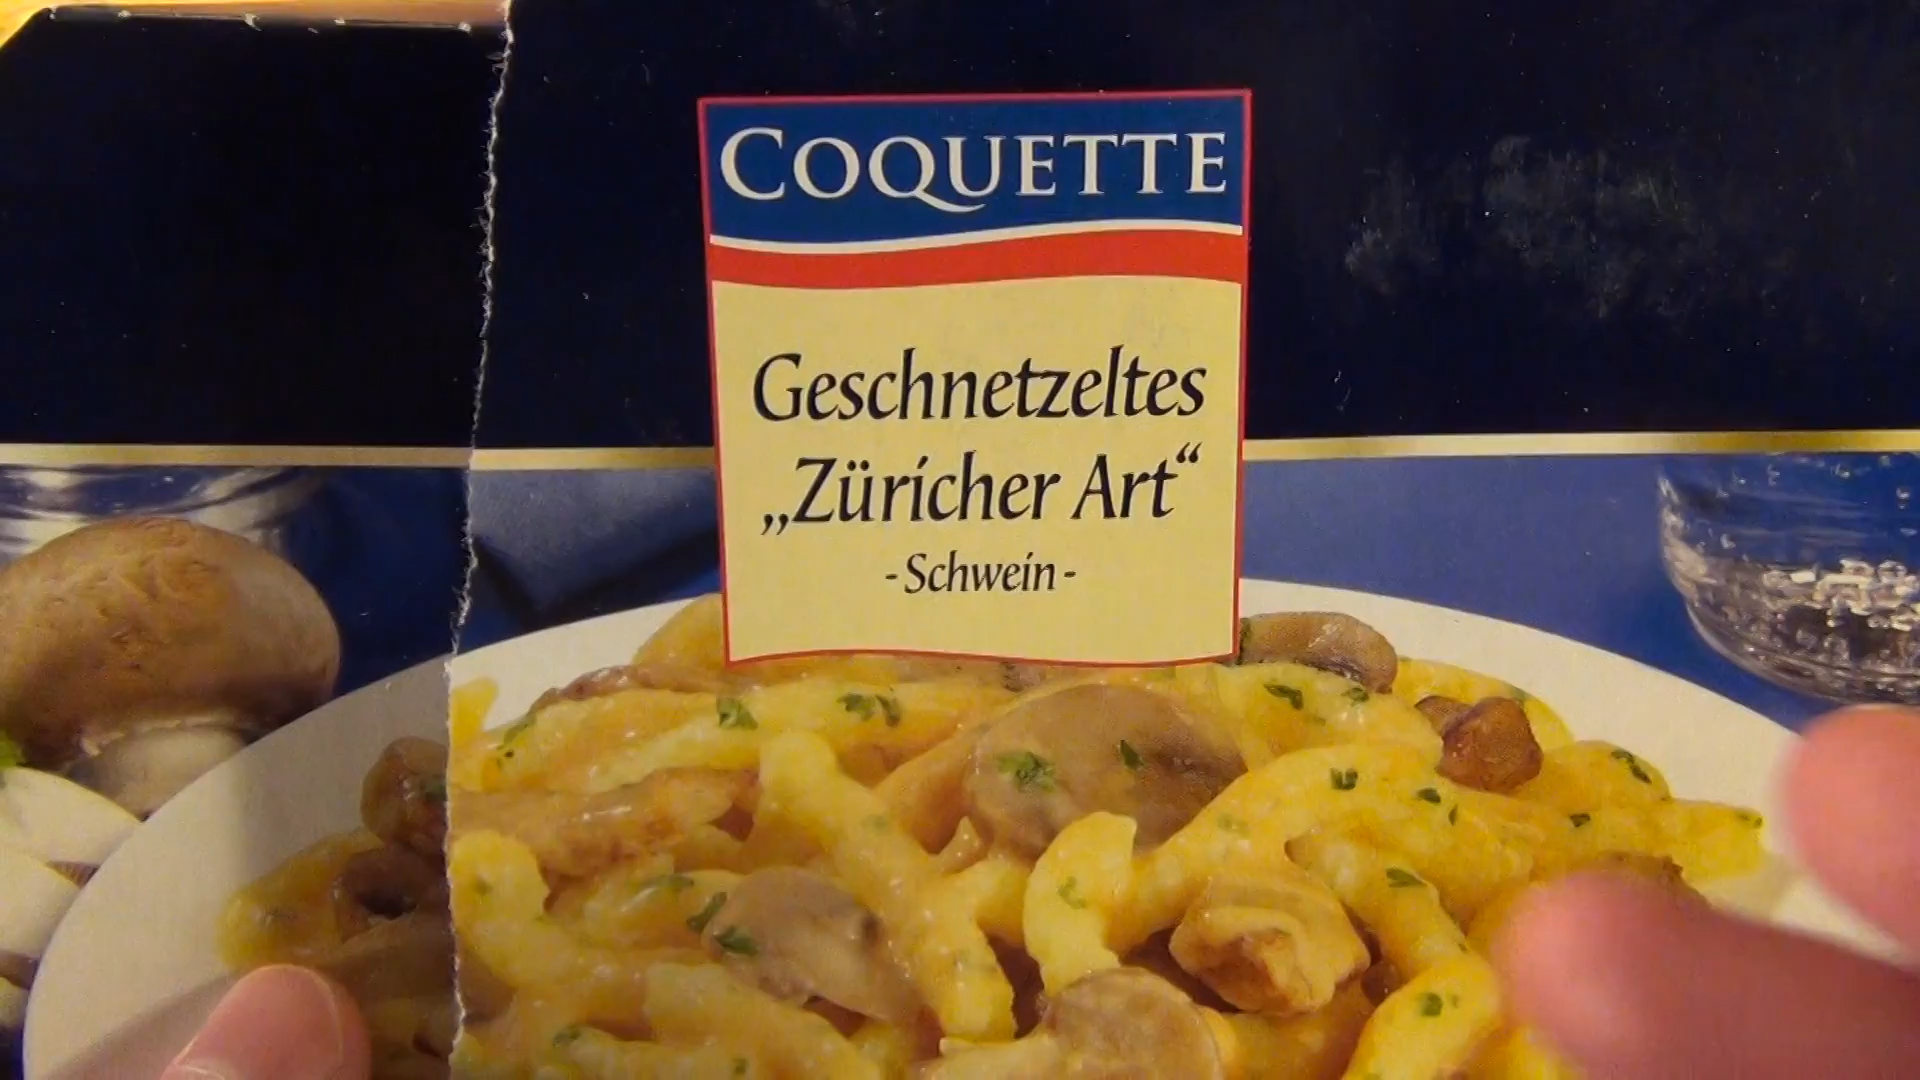 COQUETTE
Geschnetzeltes
„Züricher Art“
- Schwein -